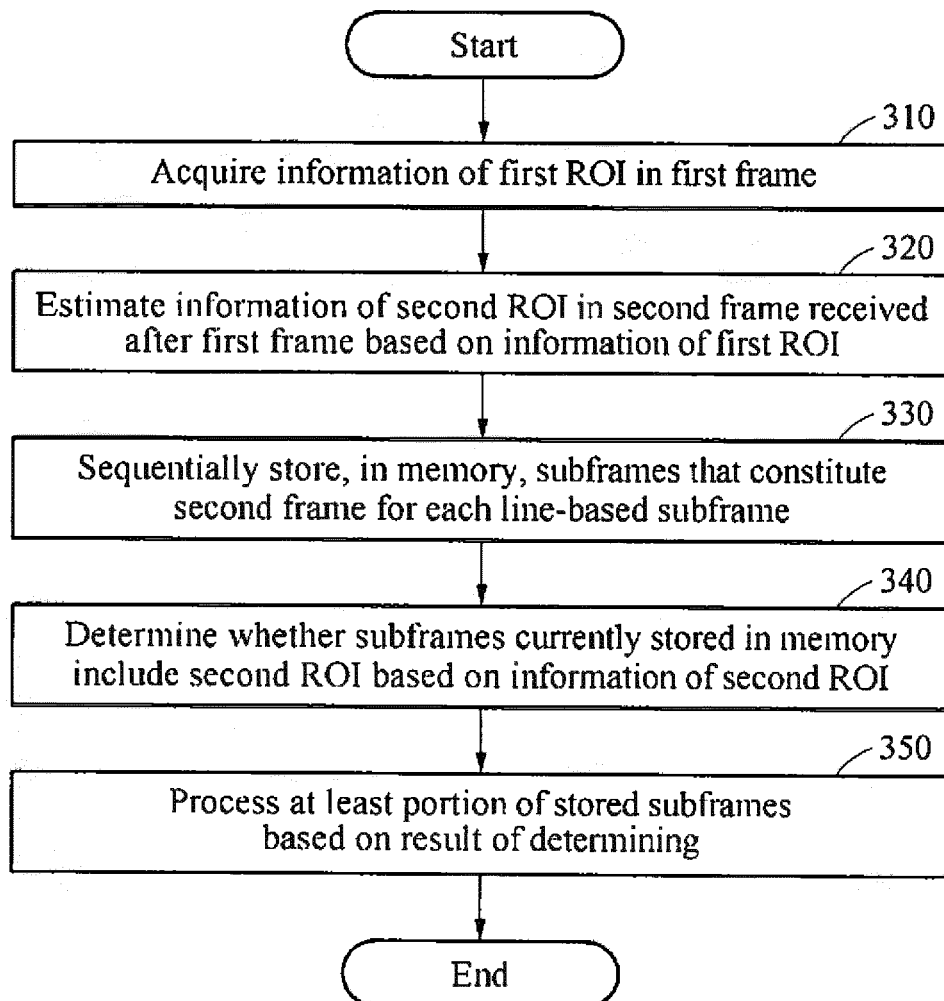 Start
310
Acquire information of first ROI in first frame
320
Estimate information of second ROI in second frame received
after first frame based on information of first ROI
330
Sequentially store, in memory, subframes that constitute
second frame for each line-based subframe
340
Determine whether subframes currently stored in memory
include second ROI based on information of second ROI
350
Process at least portion of stored subframes
based on result of determining
End